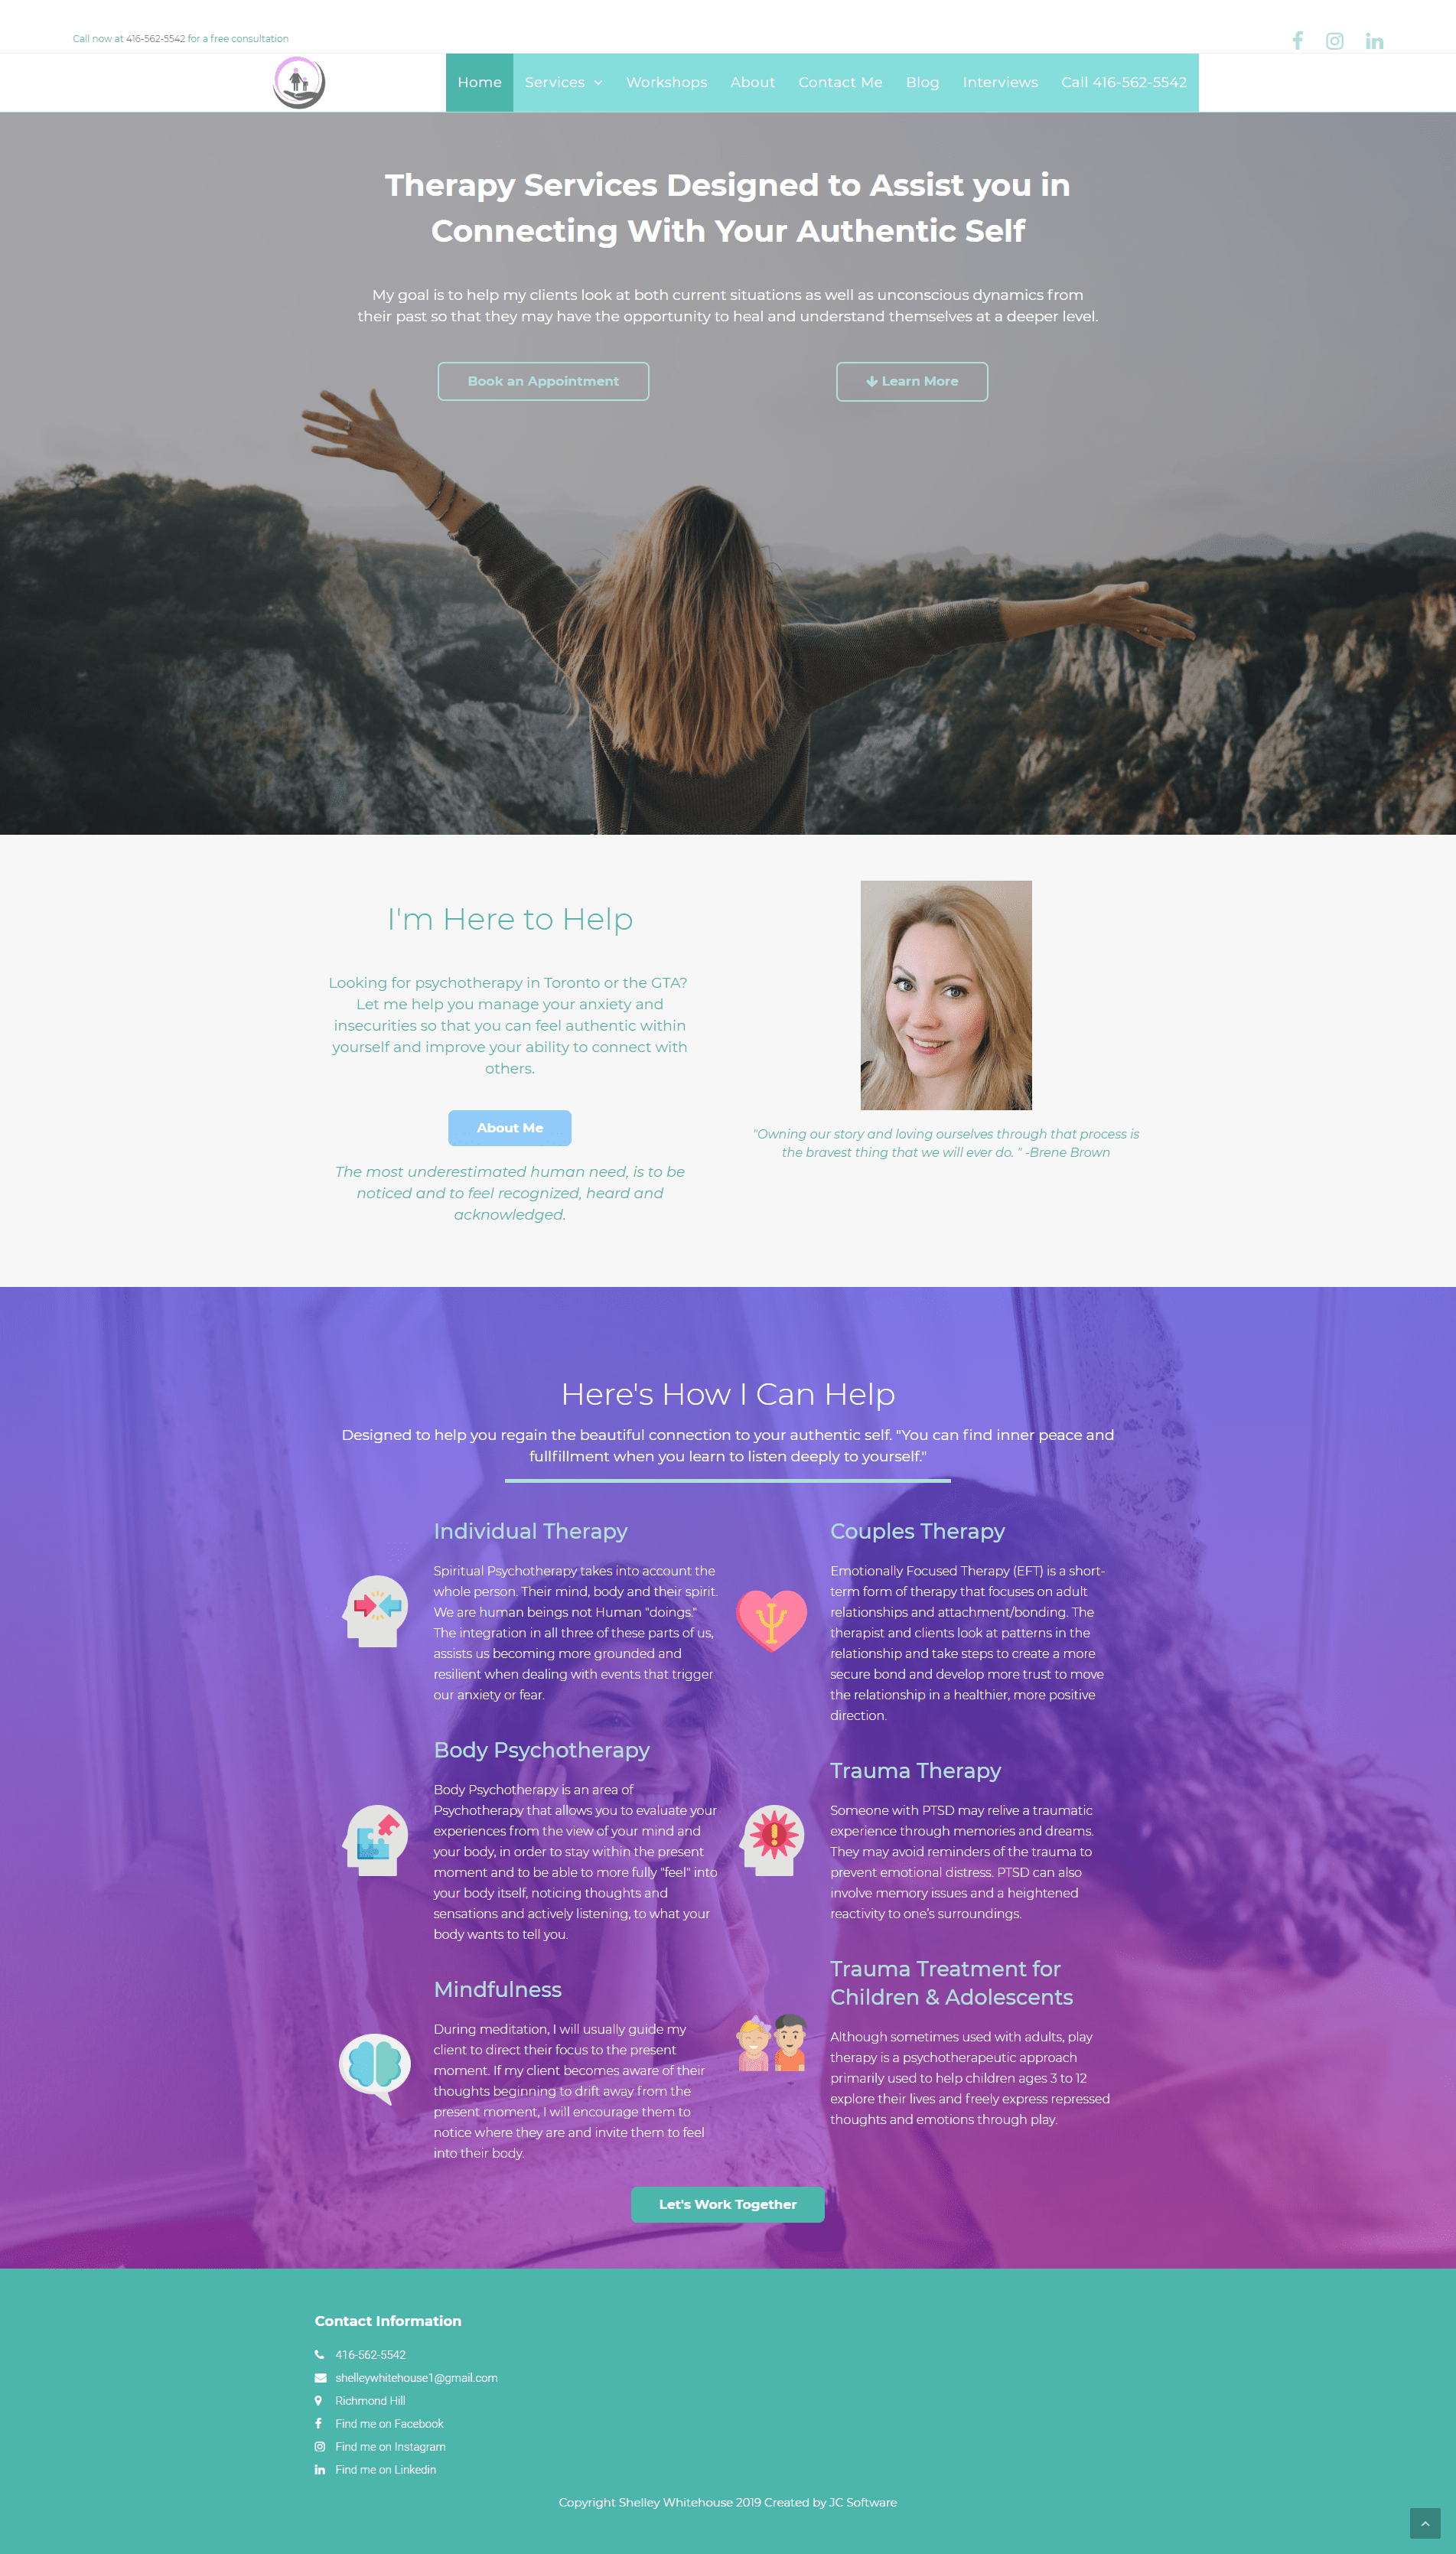 Call now at 416-562-5542 for a free consultation
Home Services Workshops About Contact Me Blog Interviews Call 416-562-5542
Therapy Services Designed to Assist you in
Connecting With Your Authentic Self
My goal is to help my clients look at both current situations as well as unconscious dynamics from
their past so that they may have the opportunity to heal and understand themselves at a deeper level.
Book an Appointment
Learn More
I'm Here to Help
Looking for psychotherapy in Toronto or the GTA?
Let me help you manage your anxiety and
insecurities so that you can feel authentic within
yourself and improve your ability to connect with
others.
About Me
The most underestimated human need, is to be
noticed and to feel recognized, heard and
acknowledged.
"Owning our story and loving ourselves through that process is
the bravest thing that we will ever do. " -Brene Brown
Here's How I Can Help
Designed to help you regain the beautiful connection to your authentic self. "You can find inner peace and
fullfillment when you learn to listen deeply to yourself."
Individual Therapy
Spiritual Psychotherapy takes into account the
whole person. Their mind, body and their spirit.
We are human beings not Human "doings."
The integration in all three of these parts of us,
assists us becoming more grounded and
resilient when dealing with events that trigger
our anxiety or fear.
Body Psychotherapy
Body Psychotherapy is an area of
Psychotherapy that allows you to evaluate your
experiences from the view of your mind and
your body, in order to stay within the present
moment and to be able to more fully "feel" into
your body itself, noticing thoughts and
sensations and actively listening, to what your
body wants to tell you.
Mindfulness
During meditation, I will usually guide my
client to direct their focus to the present
moment. If my client becomes aware of their
thoughts beginning to drift away from the
present moment, I will encourage them to
notice where they are and invite them to feel
into their body.
Couples Therapy
Emotionally Focused Therapy (EFT) is a short-
term form of therapy that focuses on adult
relationships and attachment/bonding. The
therapist and clients look at patterns in the
relationship and take steps to create a more
secure bond and develop more trust to move
the relationship in a healthier, more positive
direction.
Trauma Therapy
Someone with PTSD may relive a traumatic
experience through memories and dreams.
They may avoid reminders of the trauma to
prevent emotional distress. PTSD can also
involve memory issues and a heightened
reactivity to one’s surroundings.
Trauma Treatment for
Children & Adolescents
Although sometimes used with adults, play
therapy is a psychotherapeutic approach
primarily used to help children ages 3 to 12
explore their lives and freely express repressed
thoughts and emotions through play.
Let's Work Together
Contact Information
416-562-5542
shelleywhitehouse1@gmail.com
Richmond Hill
Find me on Facebook
Find me on Instagram
Find me on Linkedin
Copyright Shelley Whitehouse 2019 Created by JC Software